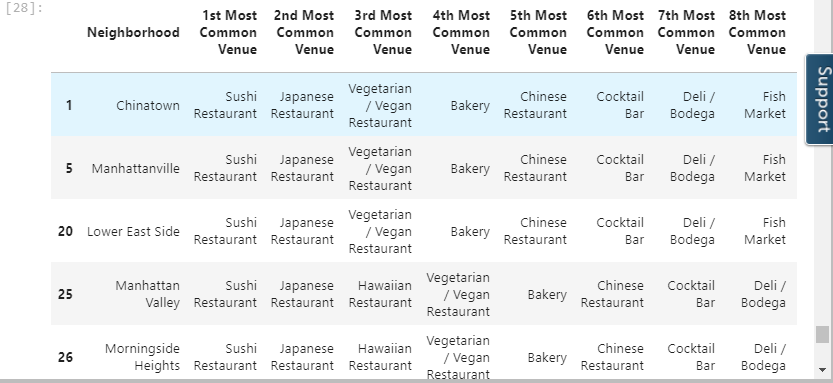 [28]:
Neighborhood 1st Most Common Venue 2nd Most Common Venue 3rd Most Common Venue 4th Most Common Venue 5th Most Common Venue 6th Most Common Venue 7th Most Common Venue 8th Most Common Venue
1 Chinatown Sushi Restaurant Japanese Restaurant Vegetarian / Vegan Restaurant Bakery Chinese Restaurant Cocktail Bar Deli / Bodega Fish Market
5 Manhattanville Sushi Restaurant Japanese Restaurant Vegetarian / Vegan Restaurant Bakery Chinese Restaurant Cocktail Bar Deli / Bodega Fish Market
20 Lower East Side Sushi Restaurant Japanese Restaurant Vegetarian / Vegan Restaurant Bakery Chinese Restaurant Cocktail Bar Deli / Bodega Fish Market
25 Manhattan Valley Sushi Restaurant Japanese Restaurant Hawaiian Restaurant Vegetarian / Vegan Restaurant Bakery Chinese Restaurant Cocktail Bar Deli / Bodega
26 Morningside Heights Sushi Restaurant Japanese Restaurant Hawaiian Restaurant Vegetarian / Vegan Restaurant Bakery Chinese Restaurant Cocktail Bar Deli / Bodega
Support